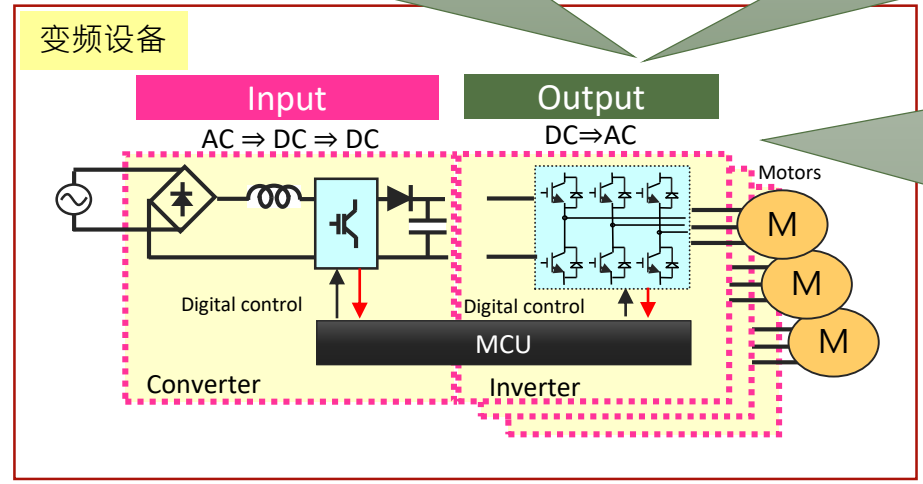 变频设备
Input
Output
AC ⇒ DC ⇒ DC
DC⇒AC
Motors
M
M
M
Digital control
Digital control
MCU
Converter
Inverter